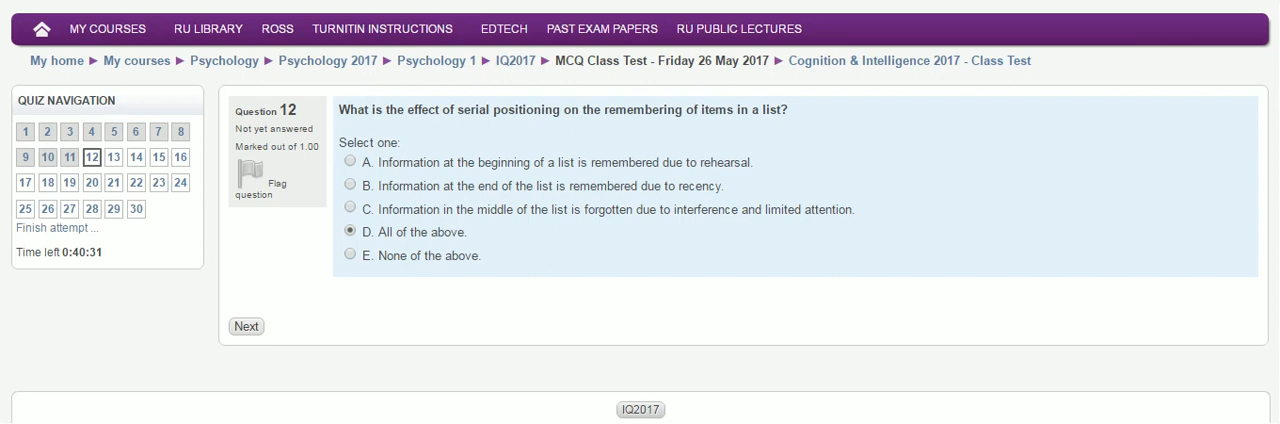 MY COURSES RU LIBRARY ROSS TURNITIN INSTRUCTIONS EDTECH PAST EXAM PAPERS RU PUBLIC LECTURES
My home ► My courses ► Psychology ► Psychology 2017 ► Psychology 1 ► IQ2017 ► MCQ Class Test - Friday 26 May 2017 ► Cognition & Intelligence 2017 - Class Test
QUIZ NAVIGATION
1 2 3 4 5 6 7 8
9 10 11 12 13 14 15 16
17 18 19 20 21 22 23 24
25 26 27 28 29 30
Finish attempt ...
Time left 0:40:31
Question 12
Not yet answered
Marked out of 1.00
Flag
question
What is the effect of serial positioning on the remembering of items in a list?
Select one:
A. Information at the beginning of a list is remembered due to rehearsal.
B. Information at the end of the list is remembered due to recency.
C. Information in the middle of the list is forgotten due to interference and limited attention.
D. All of the above.
E. None of the above.
Next
IQ2017